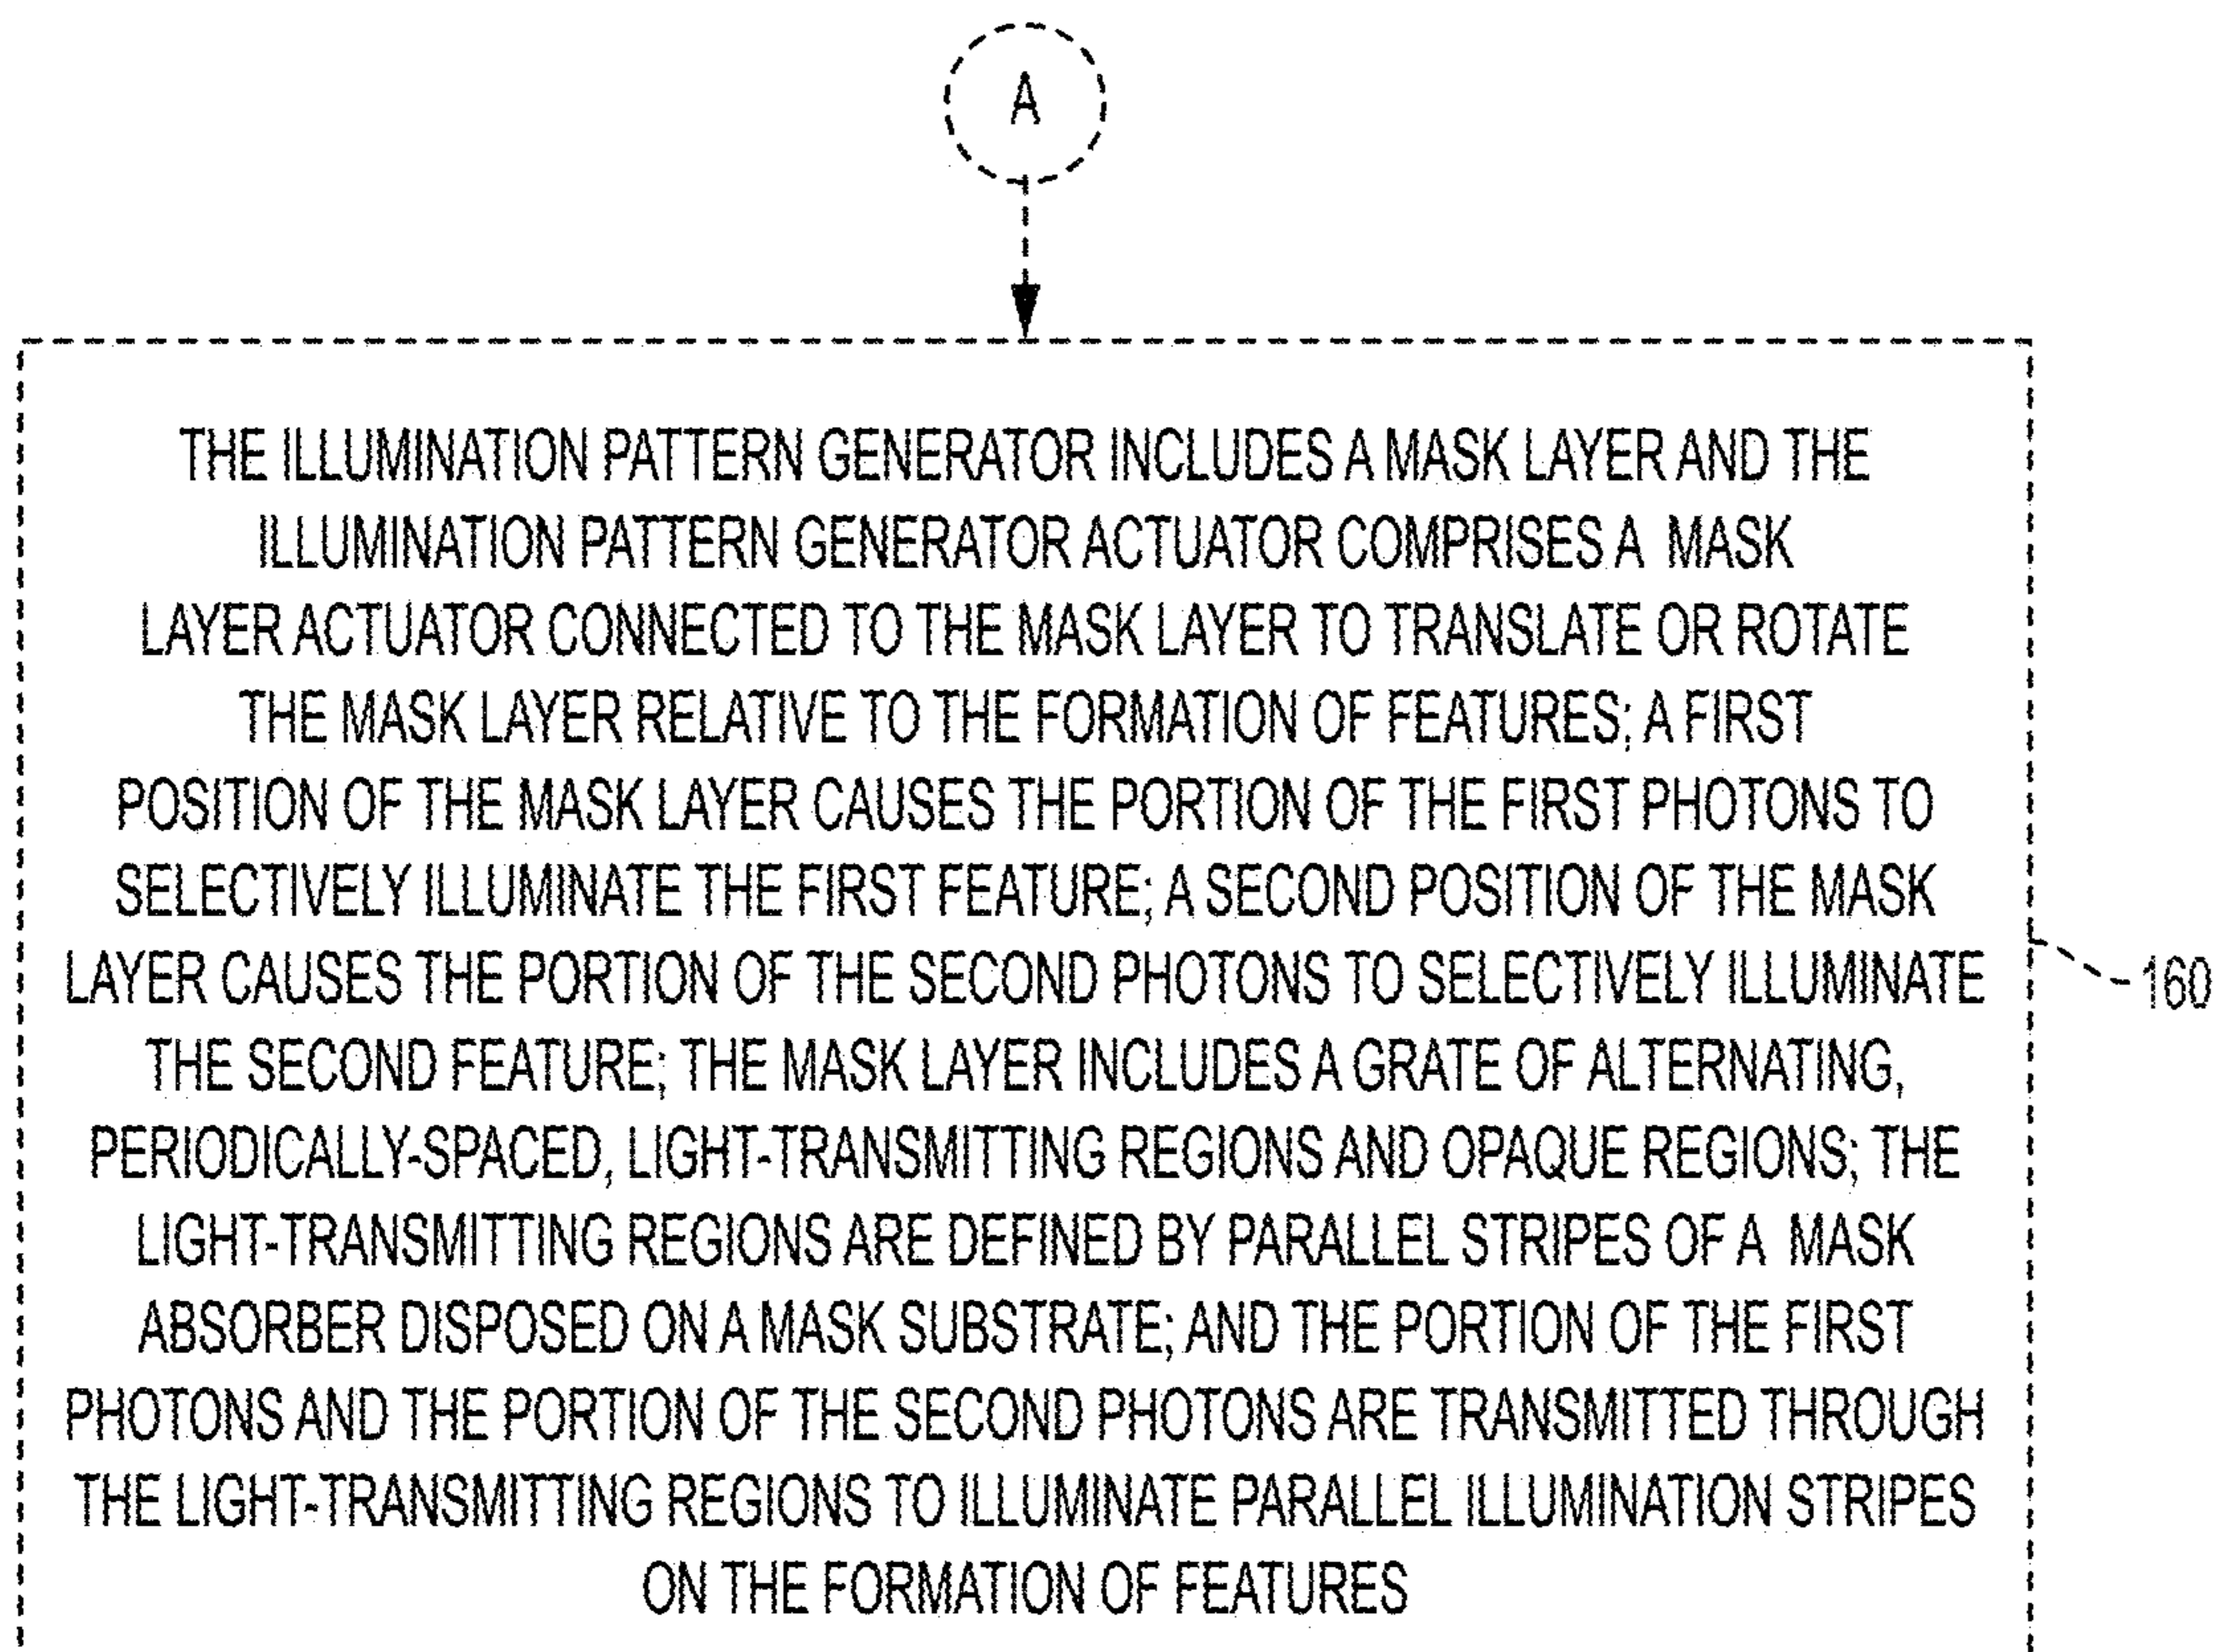 A
THE ILLUMINATION PATTERN GENERATOR INCLUDES A MASK LAYER AND THE
ILLUMINATION PATTERN GENERATOR ACTUATOR COMPRISES A MASK
LAYER ACTUATOR CONNECTED TO THE MASK LAYER TO TRANSLATE OR ROTATE
THE MASK LAYER RELATIVE TO THE FORMATION OF FEATURES; A FIRST
POSITION OF THE MASK LAYER CAUSES THE PORTION OF THE FIRST PHOTONS TO
SELECTIVELY ILLUMINATE THE FIRST FEATURE; A SECOND POSITION OF THE MASK
LAYER CAUSES THE PORTION OF THE SECOND PHOTONS TO SELECTIVELY ILLUMINATE
THE SECOND FEATURE; THE MASK LAYER INCLUDES A GRATE OF ALTERNATING,
PERIODICALLY-SPACED, LIGHT-TRANSMITTING REGIONS AND OPAQUE REGIONS; THE
LIGHT-TRANSMITTING REGIONS ARE DEFINED BY PARALLEL STRIPES OF A MASK
ABSORBER DISPOSED ON A MASK SUBSTRATE; AND THE PORTION OF THE FIRST
PHOTONS AND THE PORTION OF THE SECOND PHOTONS ARE TRANSMITTED THROUGH
THE LIGHT-TRANSMITTING REGIONS TO ILLUMINATE PARALLEL ILLUMINATION STRIPES
ON THE FORMATION OF FEATURES
160